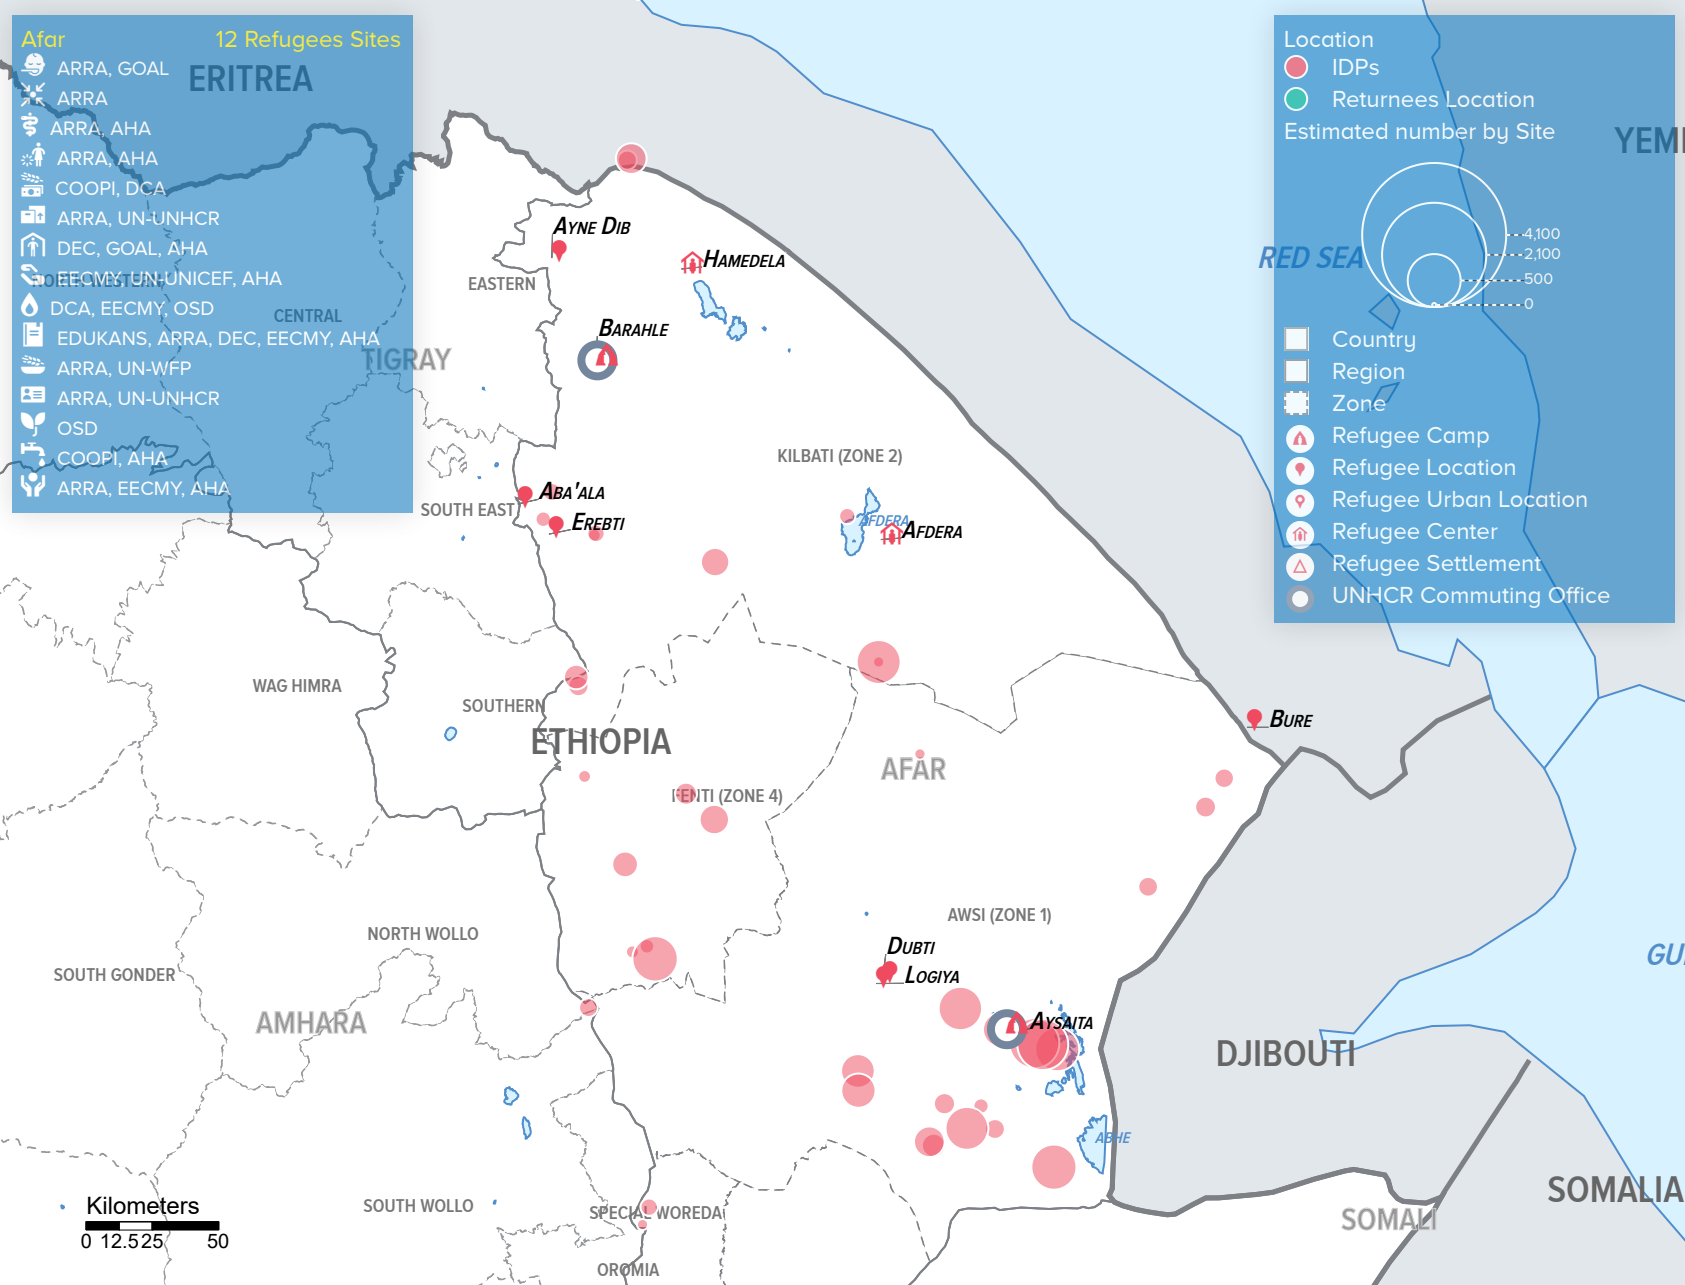 Afar 12 Refugees Sites
ARRA, GOAL
ARRA
ARRA, AHA
ARRA, AHA
COOPI, DCA
ARRA, UN-UNHCR
DEC, GOAL, AHA
EECMY, UN-UNICEF, AHA
DCA, EECMY, OSD
EDUKANS, ARRA, DEC, EECMY, AHA
ARRA, UN-WFP
ARRA, UN-UNHCR
OSD
COOPI, AHA
ARRA, EECMY, AHA
Location
IDPs
Returnees Location
Estimated number by Site
4,100
2,100
500
0
Country
Region
Zone
Refugee Camp
Refugee Location
Refugee Urban Location
Refugee Center
Refugee Settlement
UNHCR Commuting Office
ERITREA
YEM
RED SEA
AYNE DIB
HAMEDELA
EASTERN
NORTH WESTERN
CENTRAL
BARAHLE
TIGRAY
KILBATI (ZONE 2)
ABA'ALA
SOUTH EAST
EREBTI
AFDERA
AFDERA
WAG HIMRA
SOUTHERN
BURE
ETHIOPIA
AFAR
FENTI (ZONE 4)
AWSI (ZONE 1)
NORTH WOLLO
DUBTI
SOUTH GONDER
LOGIYA
GU
AMHARA
AYSAITA
DJIBOUTI
ABHE
SOMALIA
SOUTH WOLLO
SPECIAL WOREDA
SOMALI
OROMIA
Kilometers
0 12.5 25 50